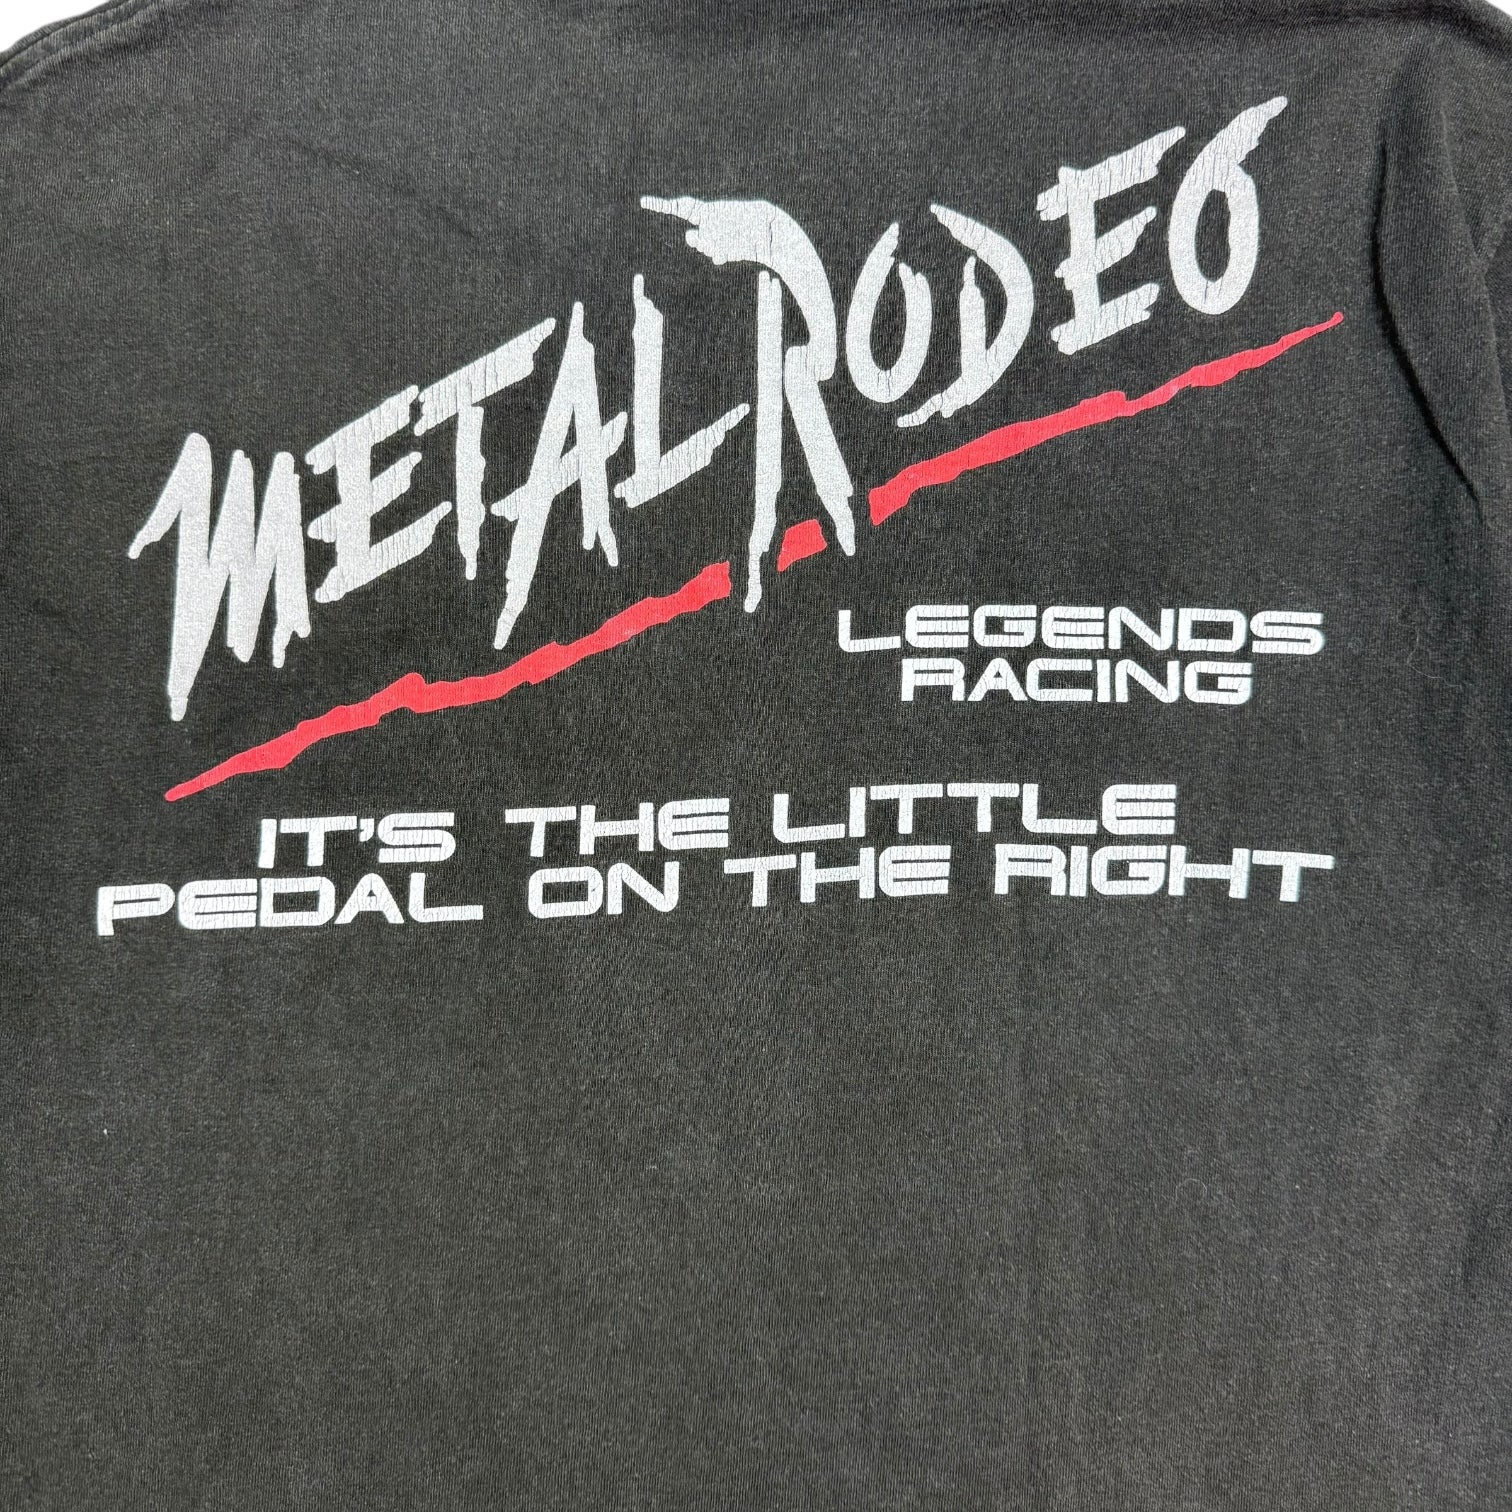 METAL RODEO
LEGENDS
RACING
IT'S THE LITTLE
PEDAL ON THE RIGHT